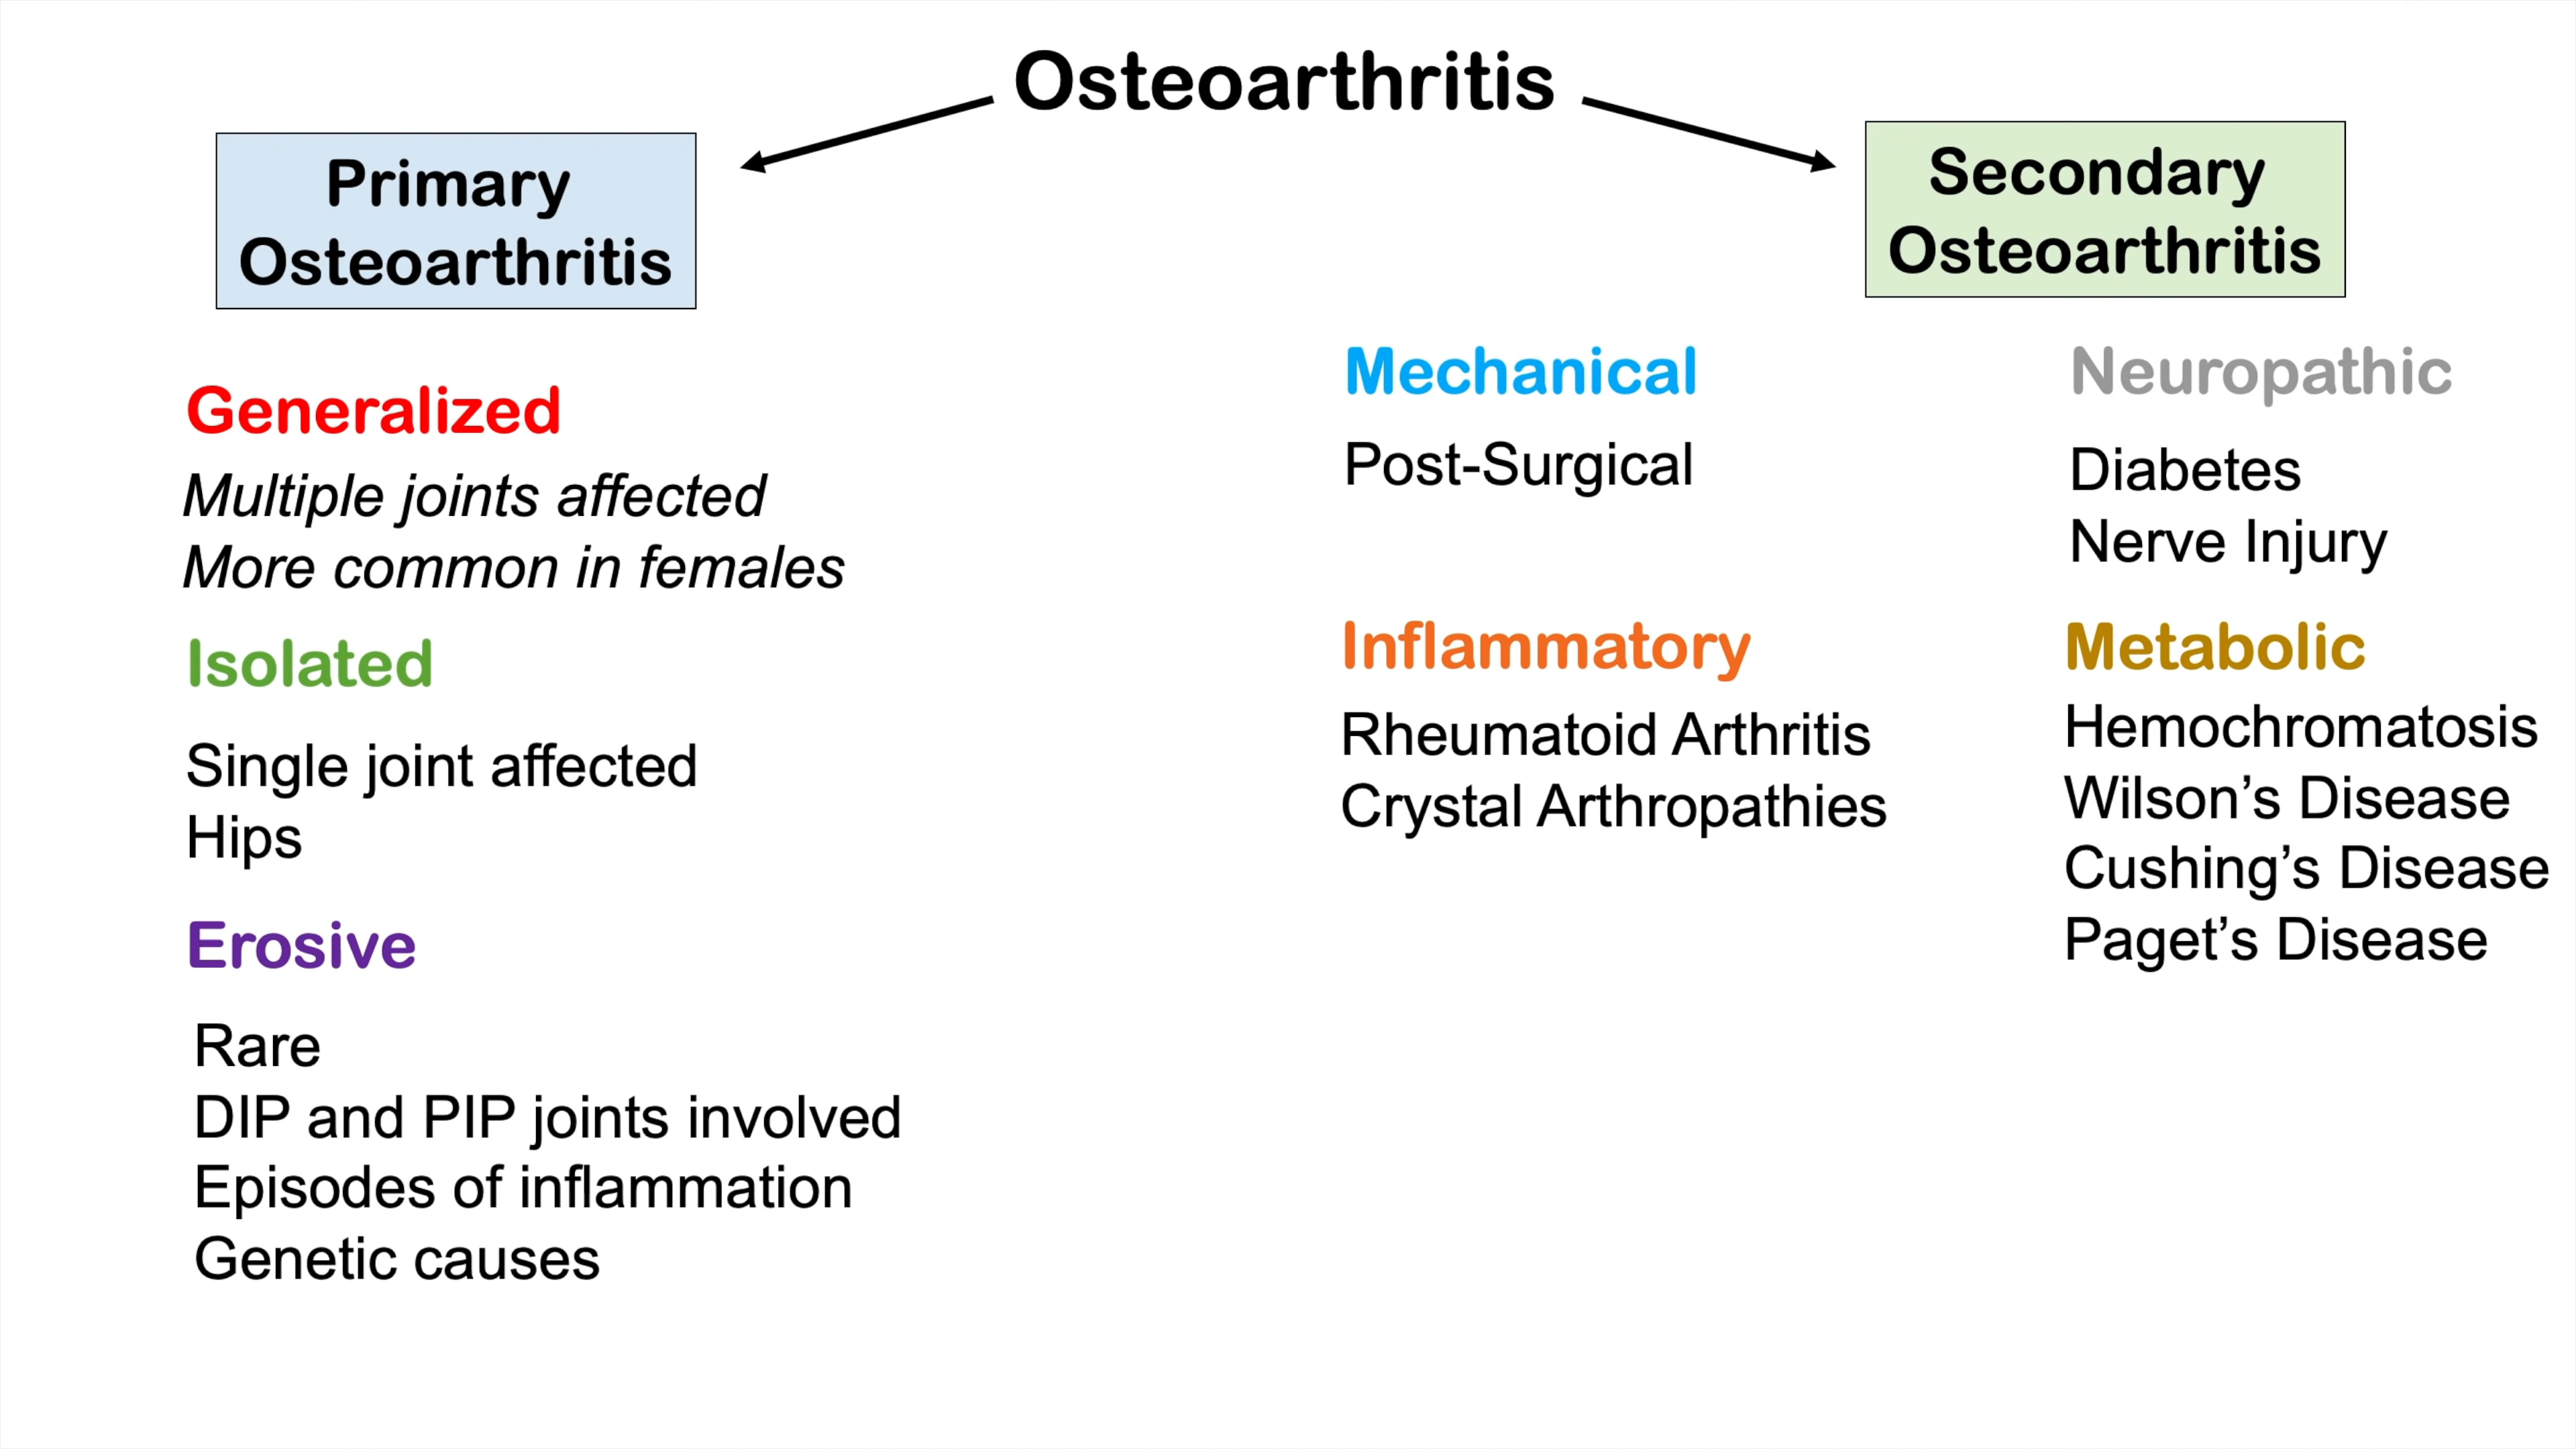 Osteoarthritis
Primary
Osteoarthritis
Generalized
Multiple joints affected
More common in females
Isolated
Single joint affected
Hips
Erosive
Rare
DIP and PIP joints involved
Episodes of inflammation
Genetic causes
Secondary
Osteoarthritis
Mechanical
Post-Surgical
Inflammatory
Rheumatoid Arthritis
Crystal Arthropathies
Neuropathic
Diabetes
Nerve Injury
Metabolic
Hemochromatosis
Wilson’s Disease
Cushing’s Disease
Paget’s Disease